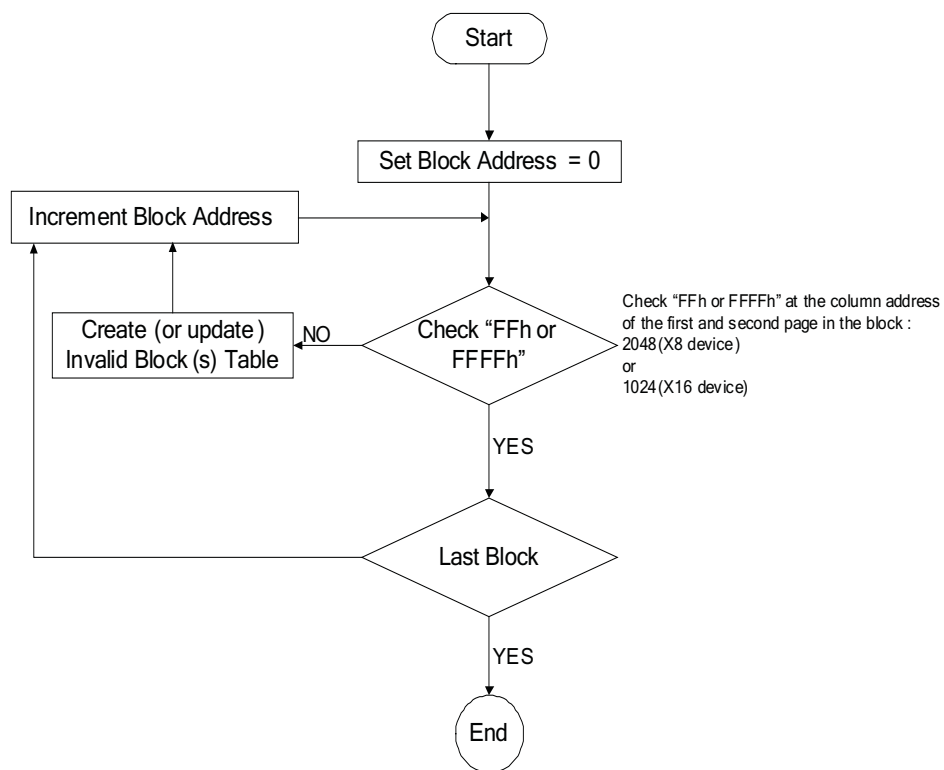 Start
Set Block Address = 0
Increment Block Address
Create (or update)
Invalid Block (s) Table
NO
Check “FFh or
FFFFh”
Check “FFh or FFFFh” at the column address
of the first and second page in the block :
2048(X8 device)
or
1024(X16 device)
YES
Last Block
YES
End